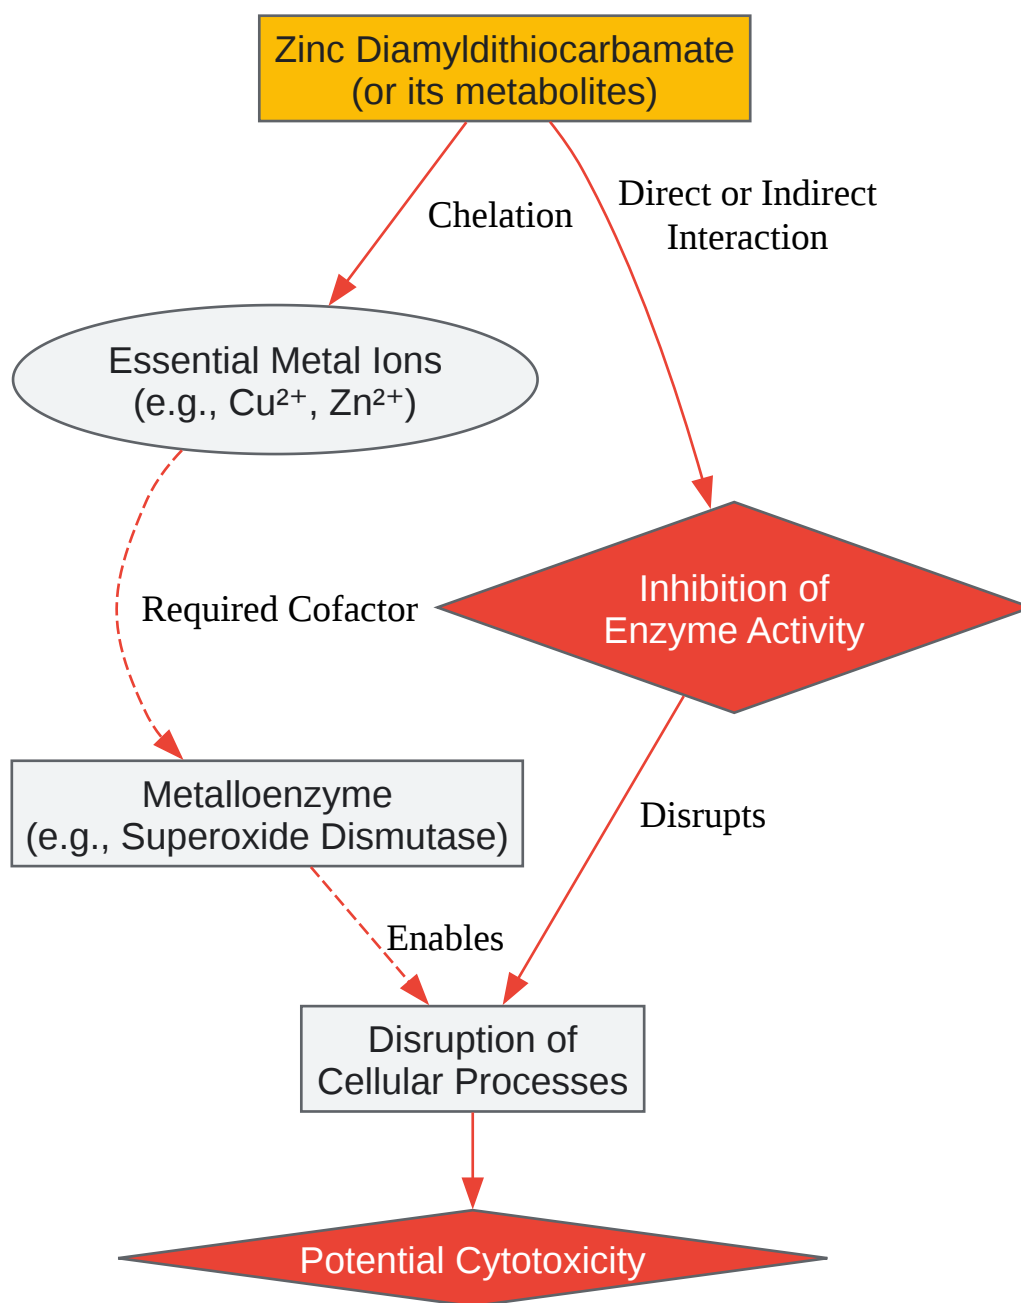 Zinc Diamyldithiocarbamate
(or its metabolites)
Chelation
Direct or Indirect
Interaction
Essential Metal Ions
(e.g., Cu²⁺, Zn²⁺)
Required Cofactor
Inhibition of
Enzyme Activity
Metalloenzyme
(e.g., Superoxide Dismutase)
Disrupts
Enables
Disruption of
Cellular Processes
Potential Cytotoxicity